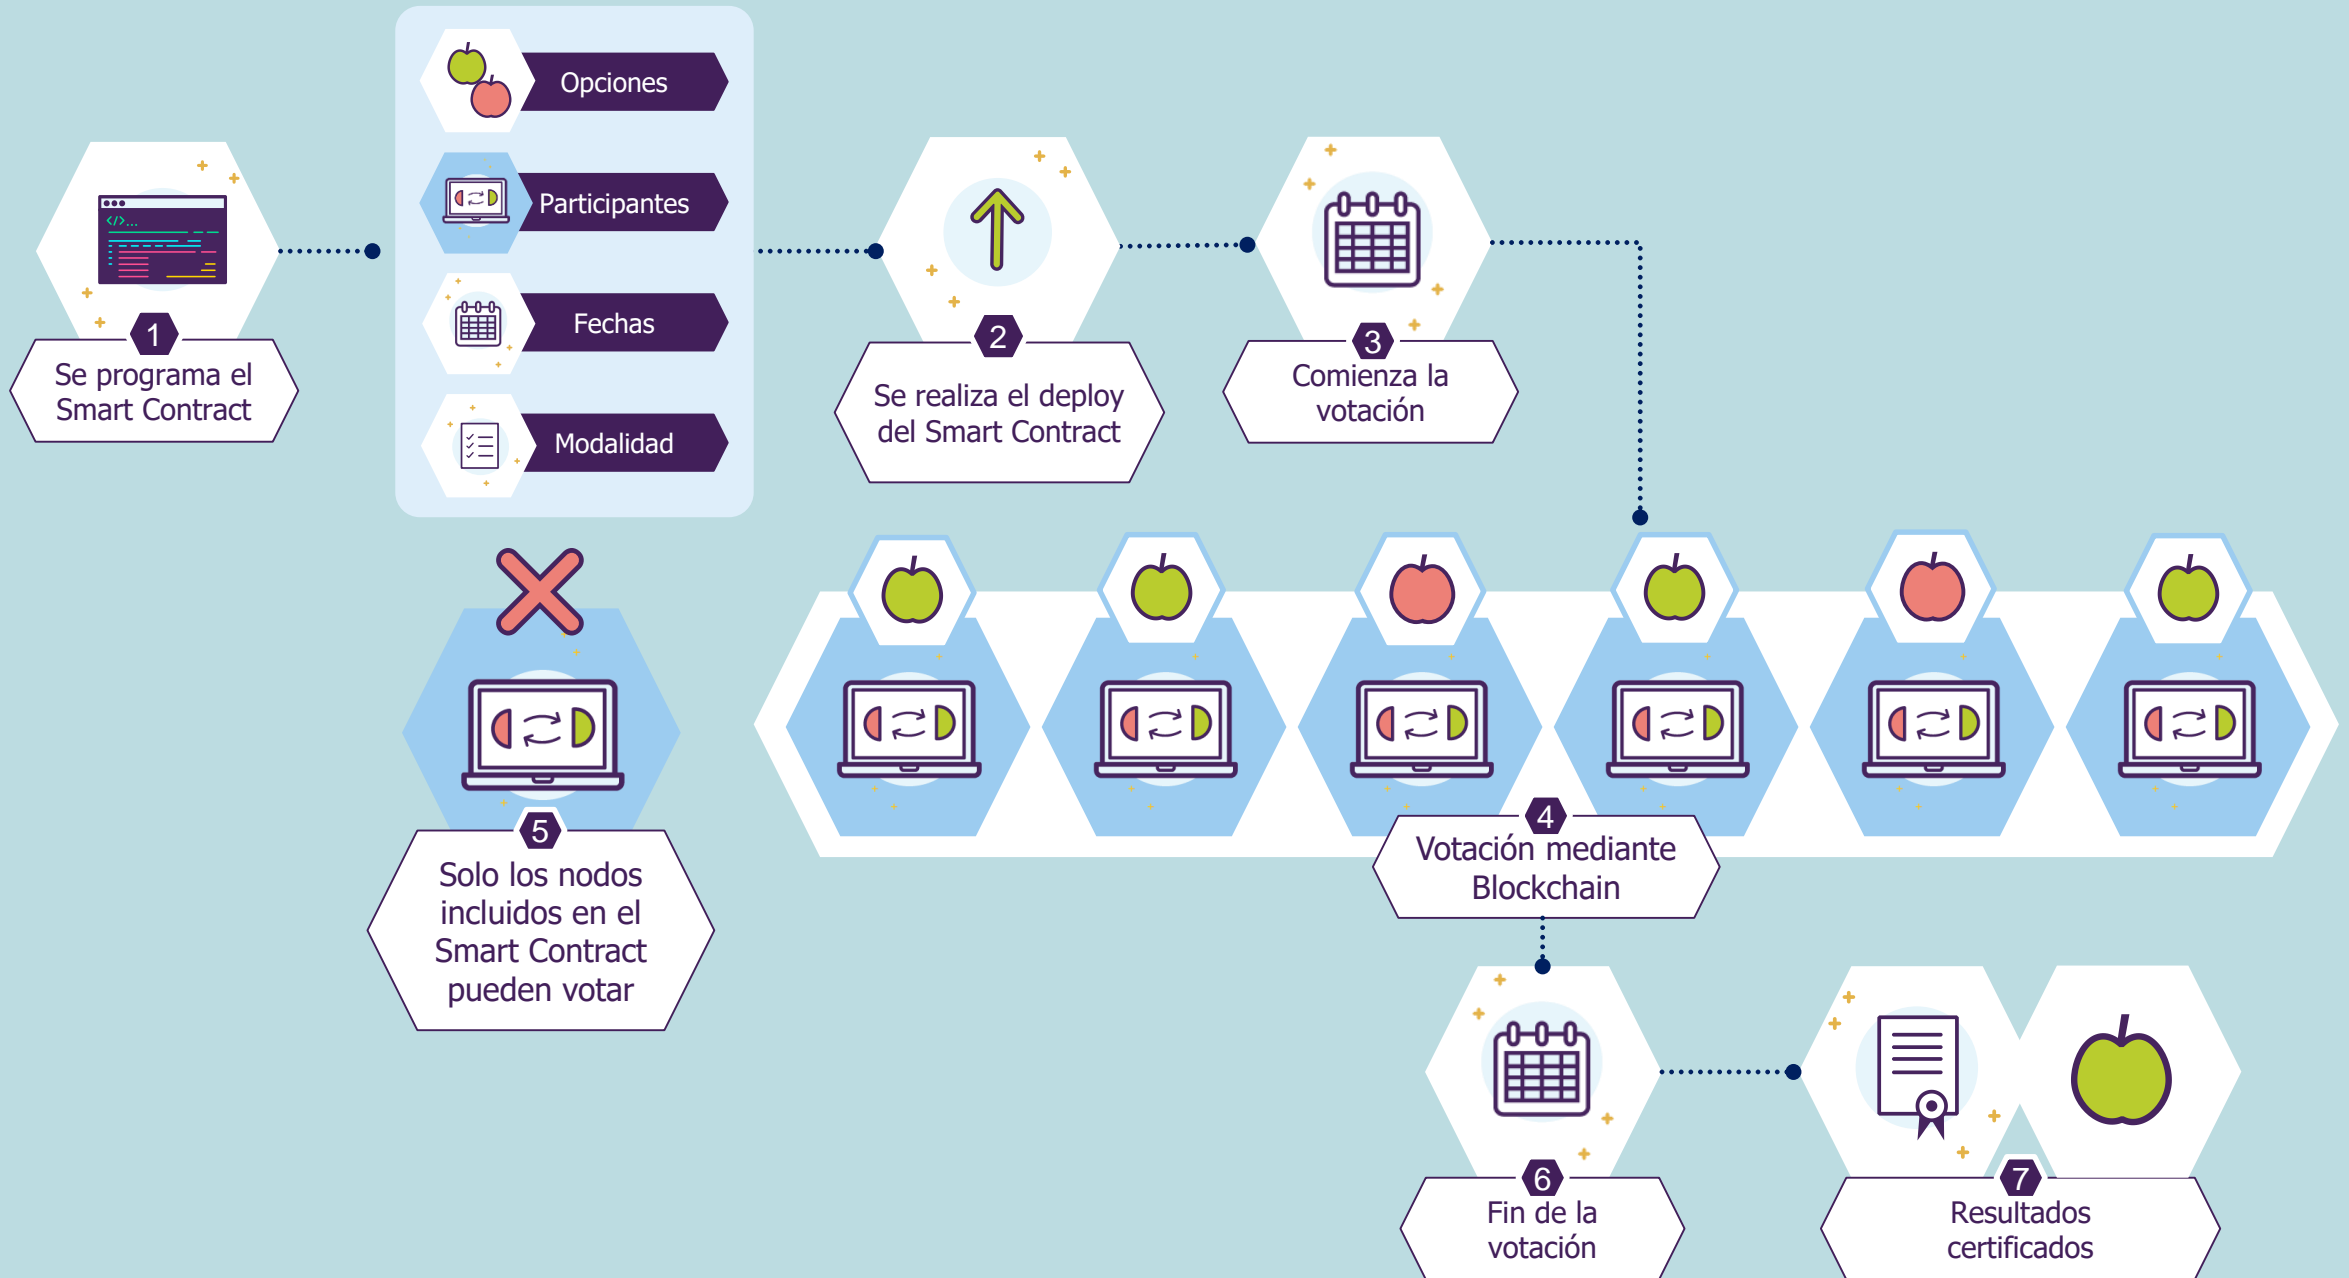 Opciones
Participantes
Fechas
Modalidad
</>...
1
Se programa el
Smart Contract
2
Se realiza el deploy
del Smart Contract
3
Comienza la
votación
4
Votación mediante
Blockchain
5
Solo los nodos
incluidos en el
Smart Contract
pueden votar
6
Fin de la
votación
7
Resultados
certificados